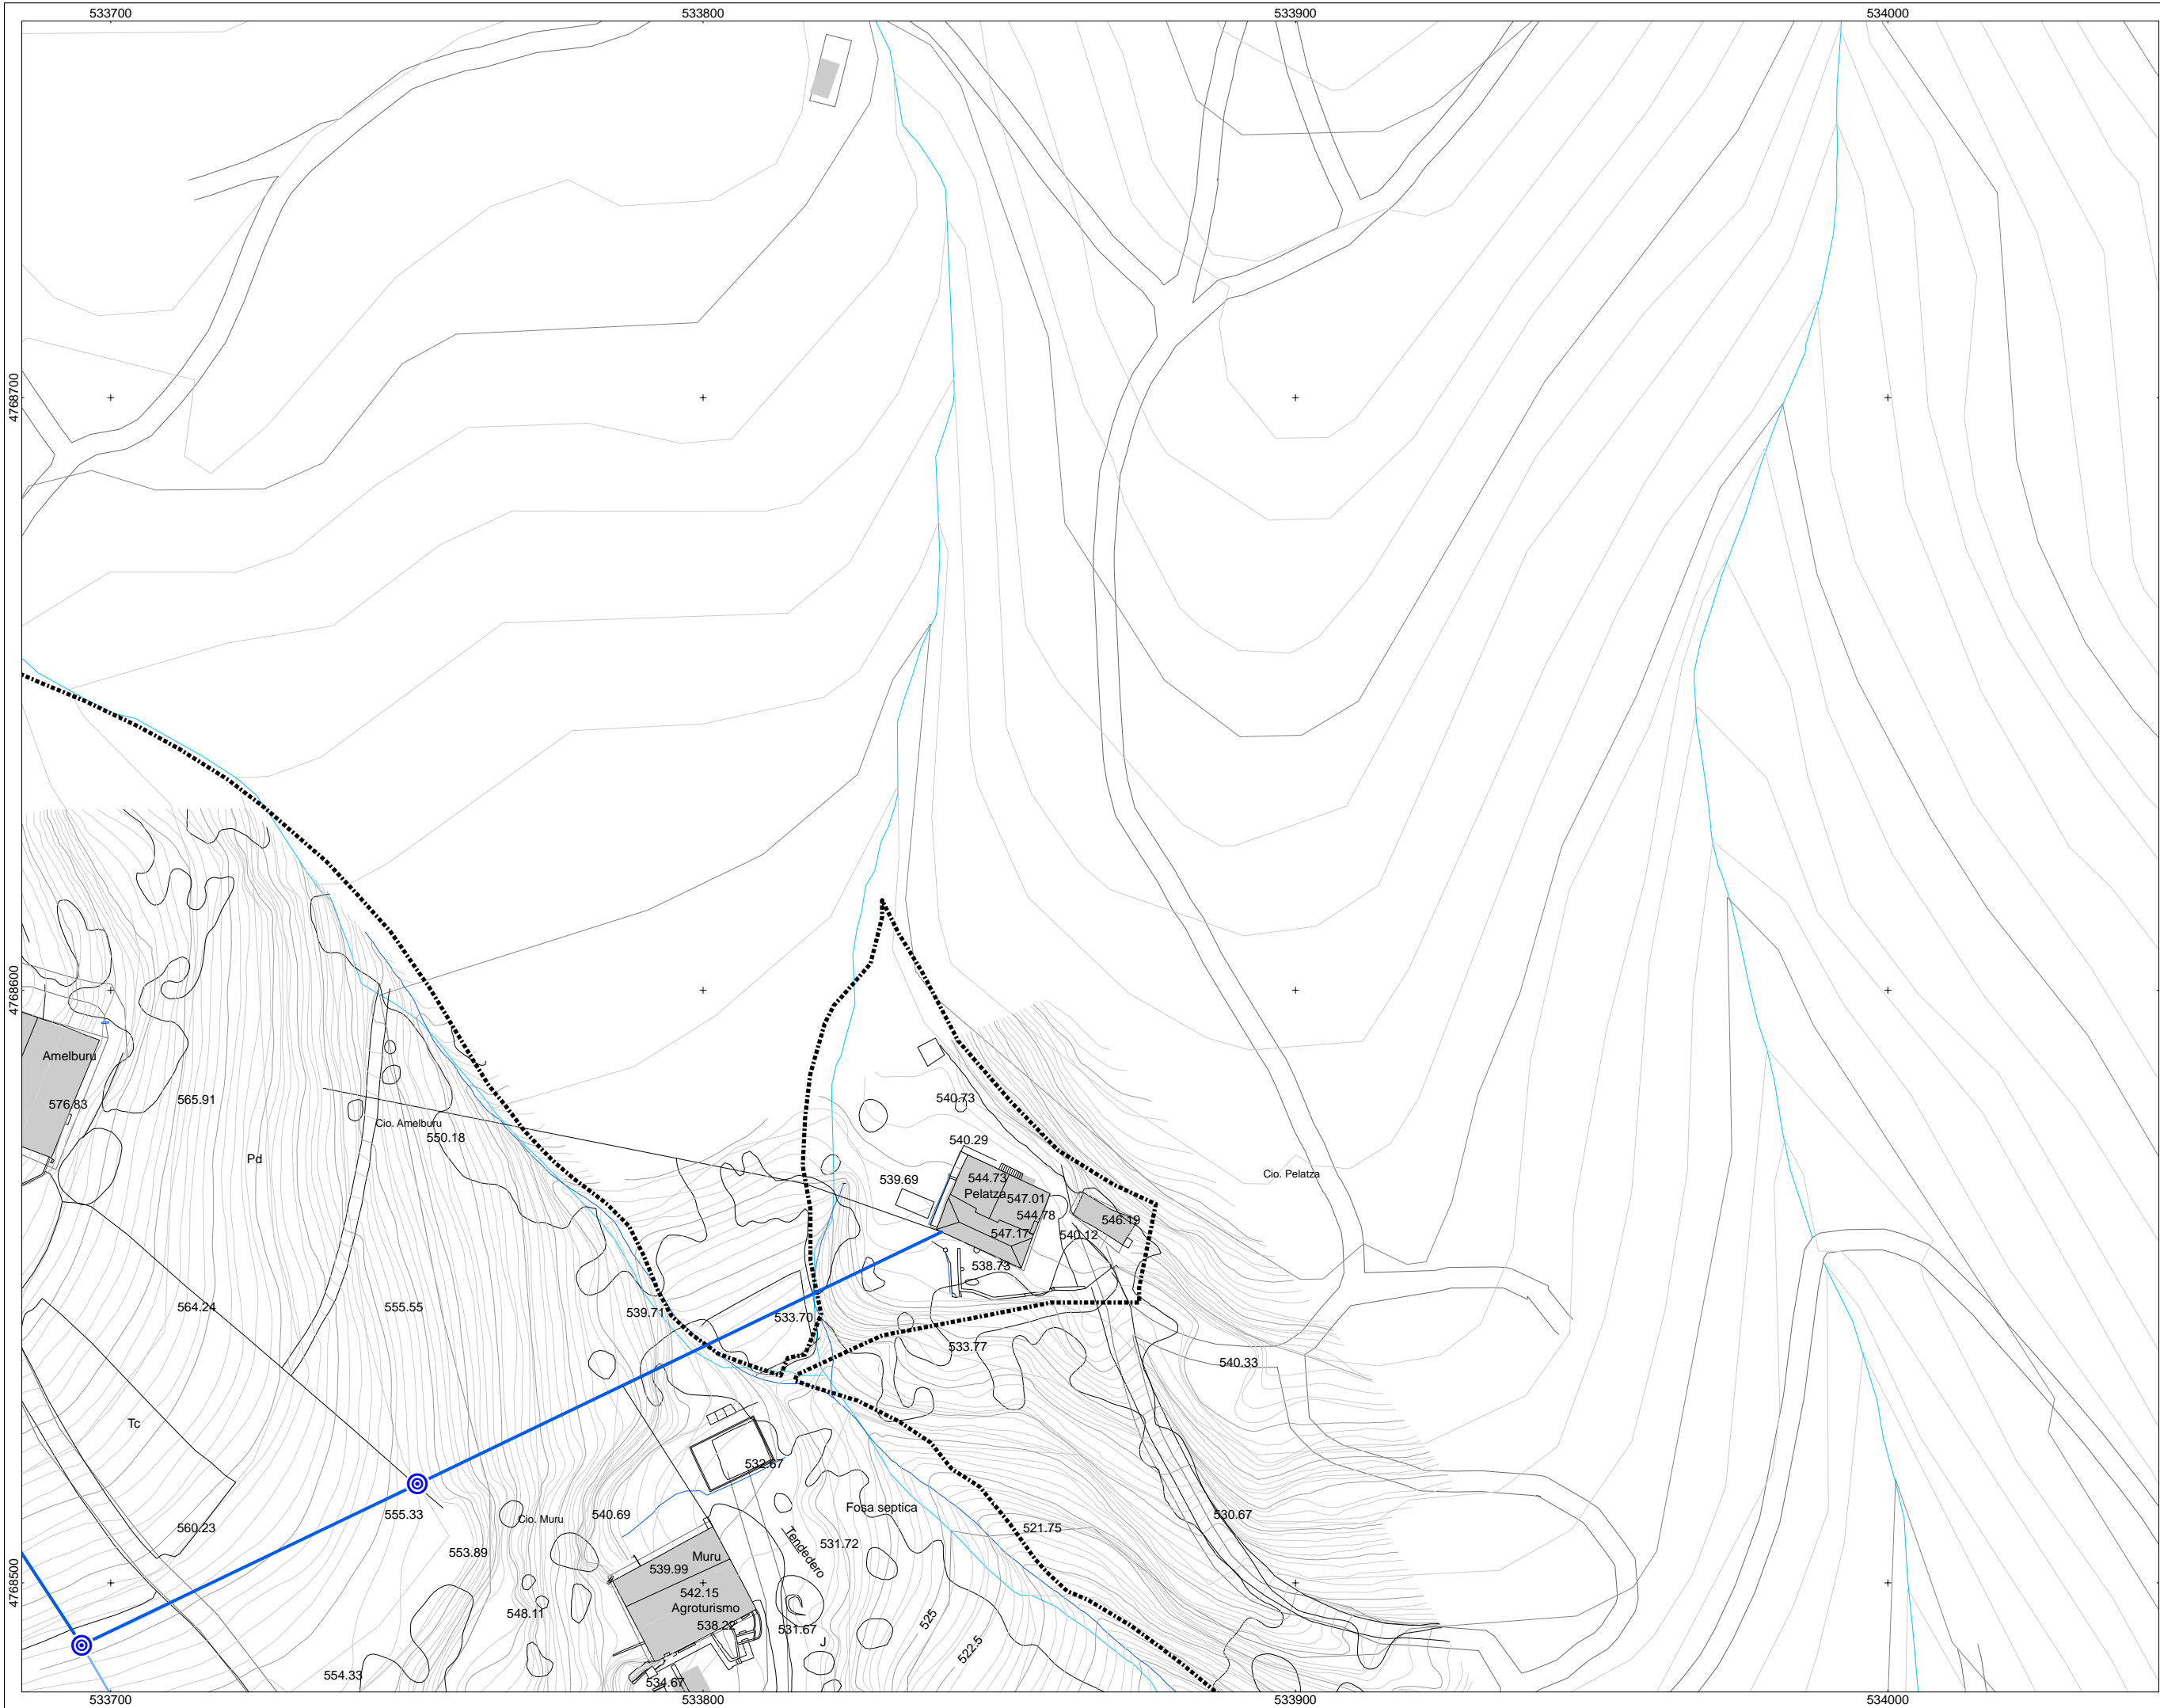 533700 533800 533900 534000
4768700
4768600
Amelburu
576.83
565.91
540.73
Cio. Amelburu
550.18
540.29
Pd
Cio. Pelatza
539.69
544.73
Pelatza
547.01
544.78
546.19
547.17
540.12
538.73
564.24
555.55
539.71
533.70
533.77
540.33
Tc
532.67
Fosa septica
555.33
Cio. Muru
540.69
530.67
560.23
521.75
531.72
Tendedero
553.89
Muru
539.99
4768500
542.15
Agroturismo
548.11
538.22
531.67
525
522.5
J
554.33
534.67
533700 533800 533900 534000